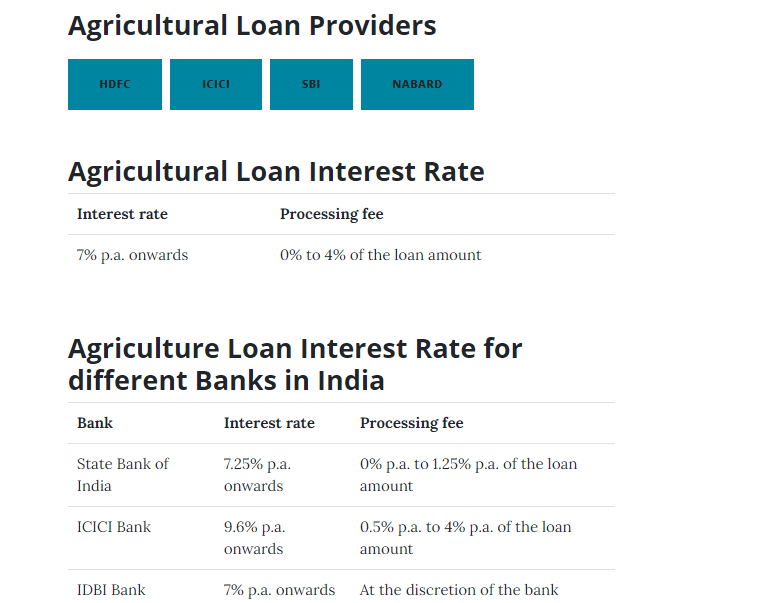 Agricultural Loan Providers
HDFC ICICI SBI NABARD
Agricultural Loan Interest Rate
Interest rate Processing fee
7% p.a. onwards 0% to 4% of the loan amount
Agriculture Loan Interest Rate for
different Banks in India
Bank Interest rate Processing fee
State Bank of 7.25% p.a. 0% p.a. to 1.25% p.a. of the loan
India onwards amount
ICICI Bank 9.6% p.a. 0.5% p.a. to 4% p.a. of the loan
onwards amount
IDBI Bank 7% p.a. onwards At the discretion of the bank